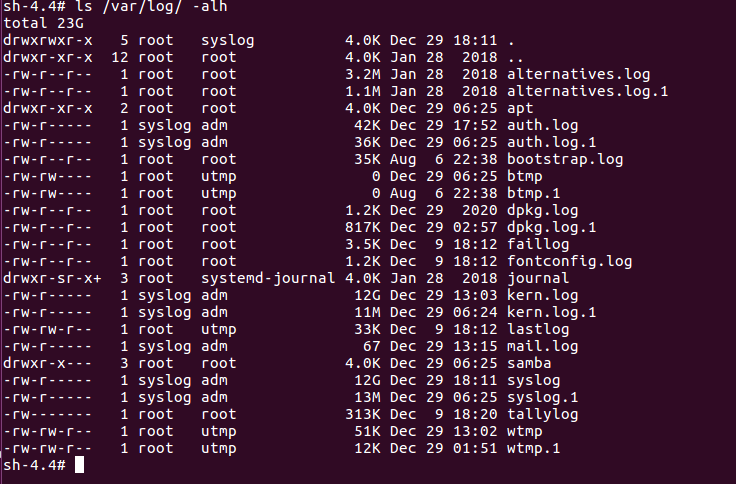 sh-4.4# ls /var/log/ -alh
total 23G
drwxrwxr-x   5 root   syslog           4.0K Dec 29 18:11 .
drwxr-xr-x  12 root   root             4.0K Jan 28  2018 ..
-rw-r--r--   1 root   root             3.2M Jan 28  2018 alternatives.log
-rw-r--r--   1 root   root             1.1M Jan 28  2018 alternatives.log.1
drwxr-xr-x   2 root   root             4.0K Dec 29 06:25 apt
-rw-r-----   1 syslog adm               42K Dec 29 17:52 auth.log
-rw-r-----   1 syslog adm               36K Dec 29 06:25 auth.log.1
-rw-r--r--   1 root   root              35K Aug  6 22:38 bootstrap.log
-rw-rw----   1 root   utmp                0 Dec 29 06:25 btmp
-rw-rw----   1 root   utmp                0 Aug  6 22:38 btmp.1
-rw-r--r--   1 root   root             1.2K Dec 29  2020 dpkg.log
-rw-r--r--   1 root   root             817K Dec 29 02:57 dpkg.log.1
-rw-r--r--   1 root   root             3.5K Dec  9 18:12 faillog
-rw-r--r--   1 root   root             1.2K Dec  9 18:12 fontconfig.log
drwxr-sr-x+  3 root   systemd-journal 4.0K Jan 28  2018 journal
-rw-r-----   1 syslog adm               12G Dec 29 13:03 kern.log
-rw-r-----   1 syslog adm               11M Dec 29 06:24 kern.log.1
-rw-rw-r--   1 root   utmp              33K Dec  9 18:12 lastlog
-rw-r-----   1 syslog adm                67 Dec 29 13:15 mail.log
drwxr-x---   3 root   root             4.0K Dec 29 06:25 samba
-rw-r-----   1 syslog adm               12G Dec 29 18:11 syslog
-rw-r-----   1 syslog adm               13M Dec 29 06:25 syslog.1
-rw-------   1 root   root             313K Dec  9 18:20 tallylog
-rw-rw-r--   1 root   utmp              51K Dec 29 13:02 wtmp
-rw-rw-r--   1 root   utmp              12K Dec 29 01:51 wtmp.1
sh-4.4#